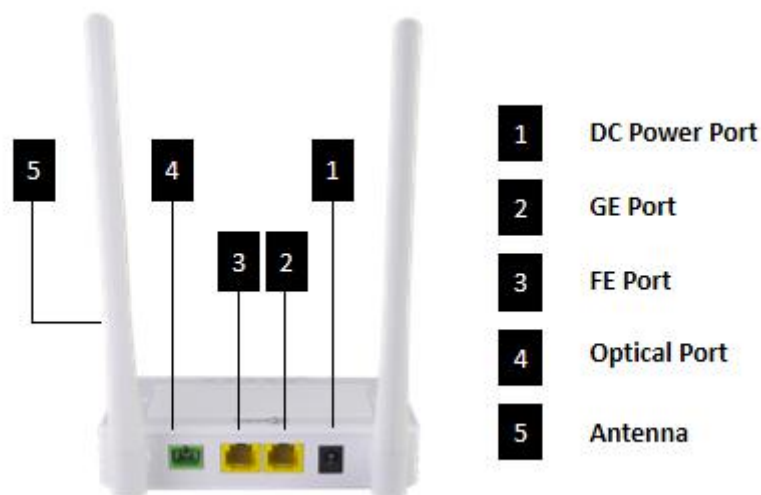 5
4
1
3
2
1 DC Power Port
2 GE Port
3 FE Port
4 Optical Port
5 Antenna